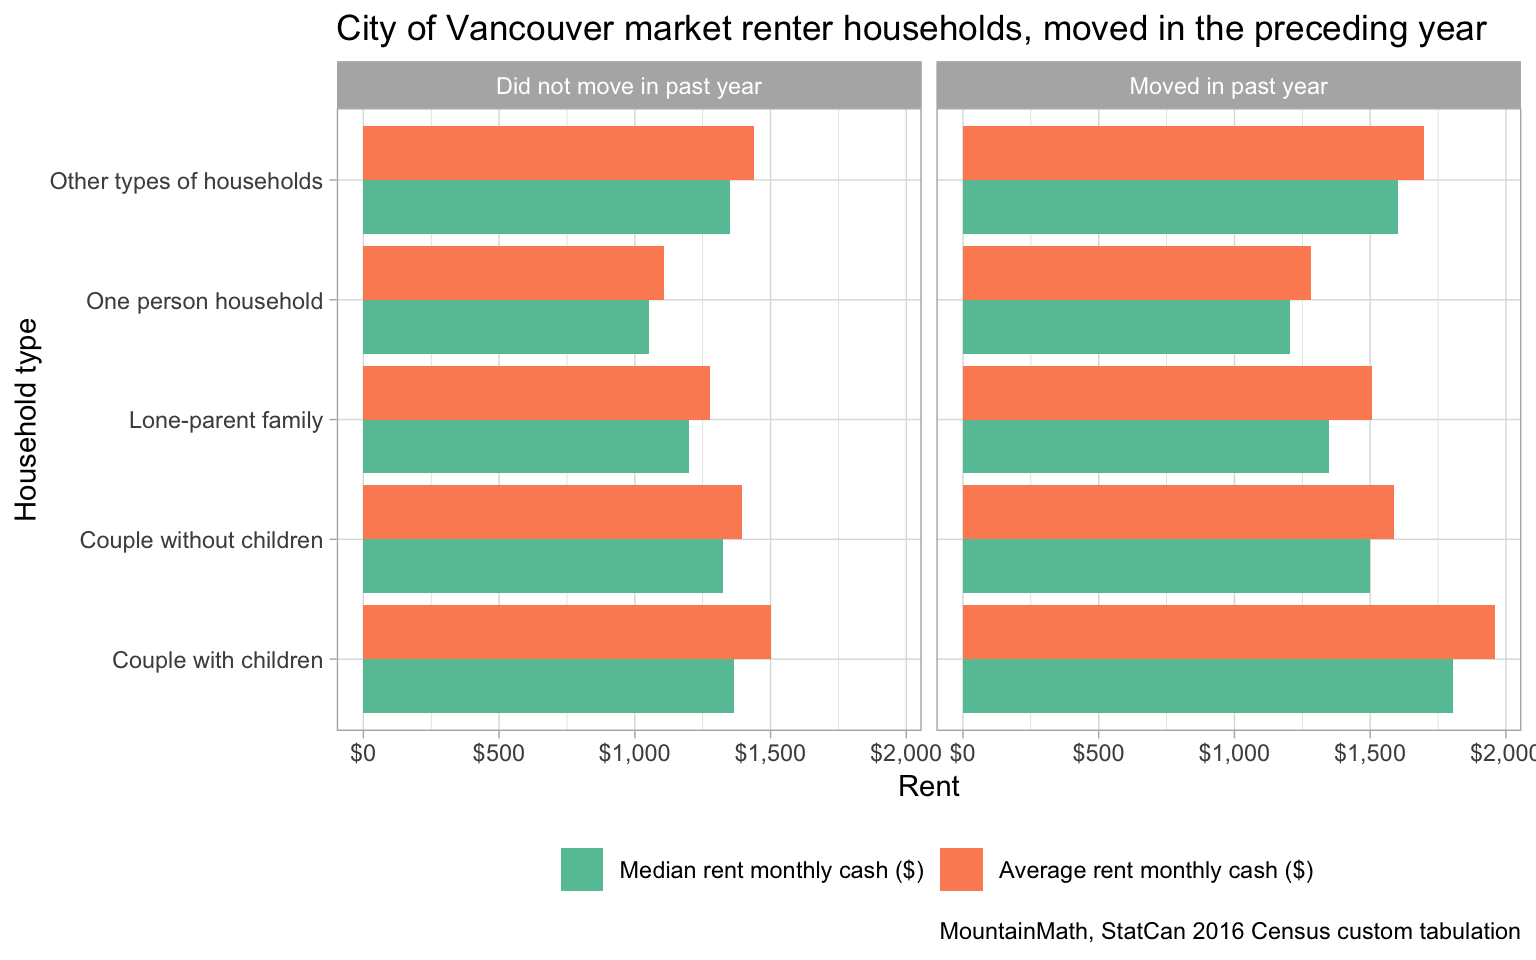 City of Vancouver market renter households, moved in the preceding year
Did not move in past year
Moved in past year
Household type
Other types of households
One person household
Lone-parent family
Couple without children
Couple with children
$0 $500 $1,000 $1,500 $2,000
$0 $500 $1,000 $1,500 $2,000
Rent
Median rent monthly cash ($) Average rent monthly cash ($)
MountainMath, StatCan 2016 Census custom tabulation